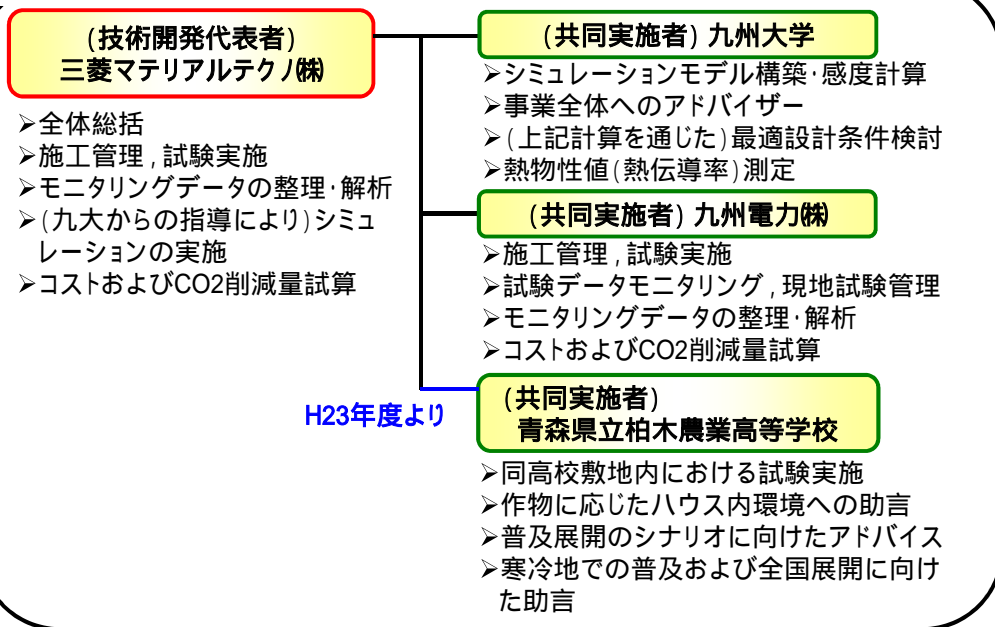 (技術開発代表者)
三菱マテリアルテクノ㈱
➢全体総括
➢施工管理,試験実施
➢モニタリングデータの整理･解析
➢(九大からの指導により)シミュ
レーションの実施
➢コストおよびCO2削減量試算
(共同実施者) 九州大学
➢シミュレーションモデル構築･感度計算
➢事業全体へのアドバイザー
➢(上記計算を通じた)最適設計条件検討
➢熱物性値(熱伝導率)測定
(共同実施者) 九州電力㈱
➢施工管理,試験実施
➢試験データモニタリング,現地試験管理
➢モニタリングデータの整理･解析
➢コストおよびCO2削減量試算
H23年度より
(共同実施者)
青森県立柏木農業高等学校
➢同高校敷地内における試験実施
➢作物に応じたハウス内環境への助言
➢普及展開のシナリオに向けたアドバイス
➢寒冷地での普及および全国展開に向け
た助言